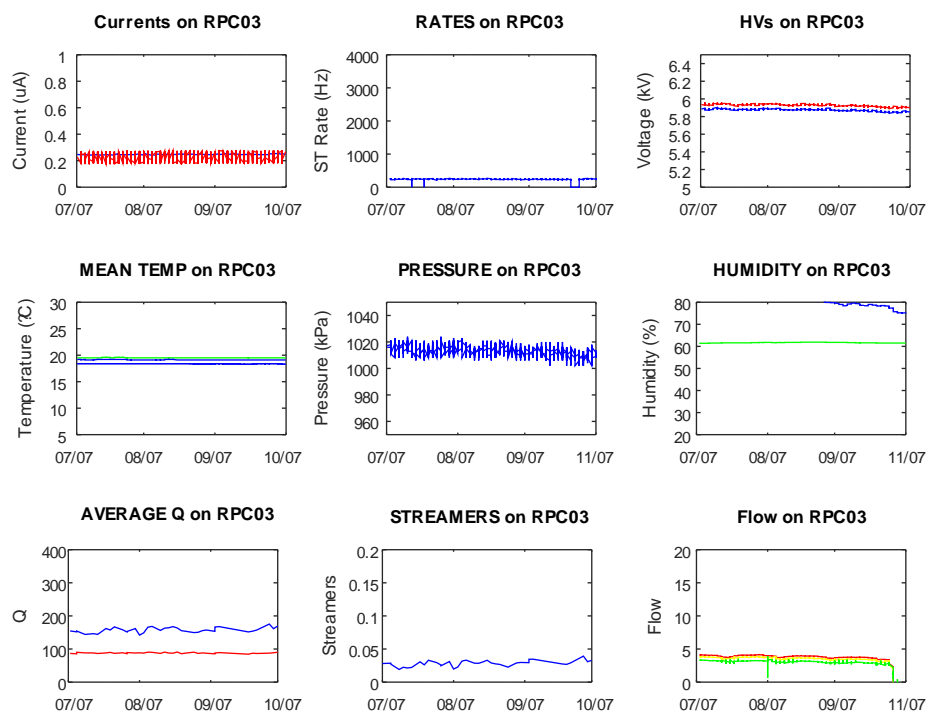 Currents on RPC03
1
0.8
0.6
0.4
0.2
0
Current (uA)
07/07 08/07 09/07 10/07
RATES on RPC03
4000
3000
2000
1000
0
ST Rate (Hz)
07/07 08/07 09/07 10/07
HVs on RPC03
6.4
6.2
6
5.8
5.6
5.4
5.2
5
Voltage (kV)
07/07 08/07 09/07 10/07
MEAN TEMP on RPC03
30
25
20
15
10
5
Temperature (?C)
07/07 08/07 09/07 10/07
PRESSURE on RPC03
1040
1020
1000
980
960
Pressure (kPa)
07/07 08/07 09/07 10/07 11/07
HUMIDITY on RPC03
80
70
60
50
40
30
20
Humidity (%)
07/07 08/07 09/07 10/07 11/07
AVERAGE Q on RPC03
400
300
200
100
0
Q
07/07 08/07 09/07 10/07
STREAMERS on RPC03
0.2
0.15
0.1
0.05
0
Streamers
07/07 08/07 09/07 10/07
Flow on RPC03
20
15
10
5
0
Flow
07/07 08/07 09/07 10/07 11/07